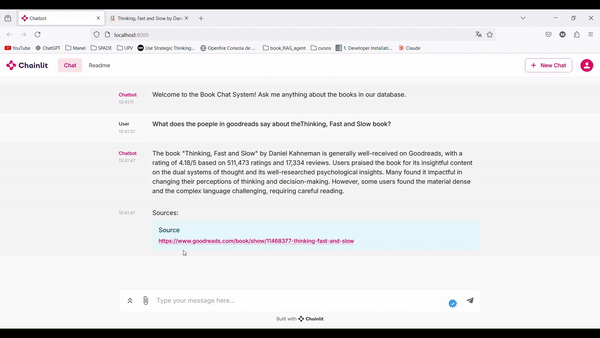 Chatbot
Thinking, Fast and Slow by Dani
localhost:8000
YouTube
ChatGPT
Manel
SPADE
UPV
Use Strategic Thinking...
Openfire Consola de ...
book_RAG_agent
cursos
1. Developer Installati...
Claude
Chainlit
Chat
Readme
New Chat
Chatbot
Welcome to the Book Chat System! Ask me anything about the books in our database.
10:41:11
User
What does the poeple in goodreads say about theThinking, Fast and Slow book?
10:41:37
Chatbot
The book "Thinking, Fast and Slow" by Daniel Kahneman is generally well-received on Goodreads, with a
10:41:47
rating of 4.18/5 based on 511,473 ratings and 17,334 reviews. Users praised the book for its insightful content
on the dual systems of thought and its well-researched psychological insights. Many found it impactful in
changing their perceptions of thinking and decision-making. However, some users found the material dense
and the complex language challenging, requiring careful reading.
10:41:47
Sources:
Source
https://www.goodreads.com/book/show/11468377-thinking-fast-and-slow
Type your message here...
Built with Chainlit